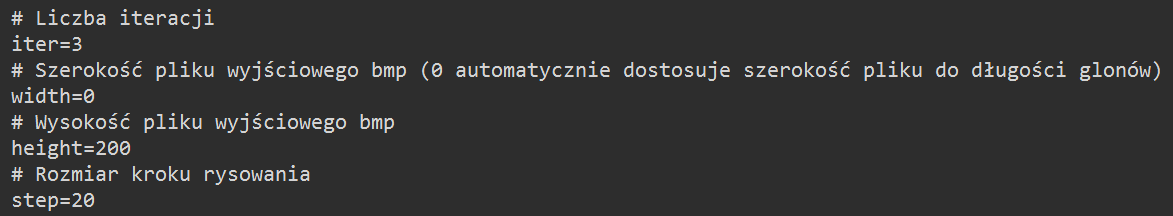 # Liczba iteracji
iter=3
# Szerokość pliku wyjściowego bmp (0 automatycznie dostosuje szerokość pliku do długości glonów)
width=0
# Wysokość pliku wyjściowego bmp
height=200
# Rozmiar kroku rysowania
step=20